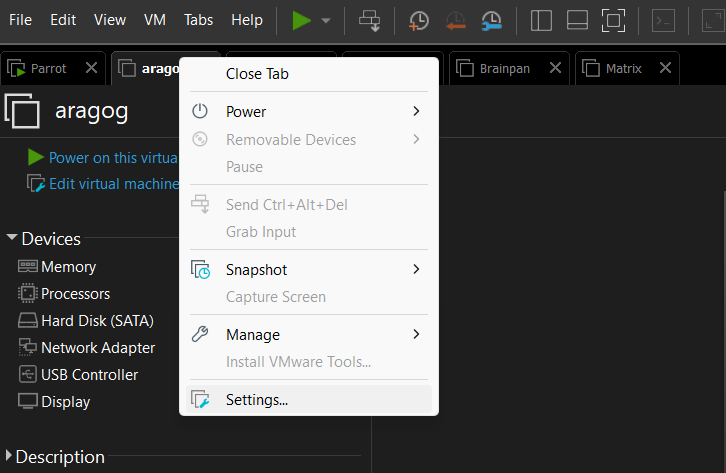 File Edit View VM Tabs Help
Parrot arago Brainpan Matrix
aragog
Power on this virtua
Edit virtual machine
Devices
Memory
Processors
Hard Disk (SATA)
Network Adapter
USB Controller
Display
Description
Close Tab
Power
Removable Devices
Pause
Send Ctrl+Alt+Del
Grab Input
Snapshot
Capture Screen
Manage
Install VMware Tools...
Settings...